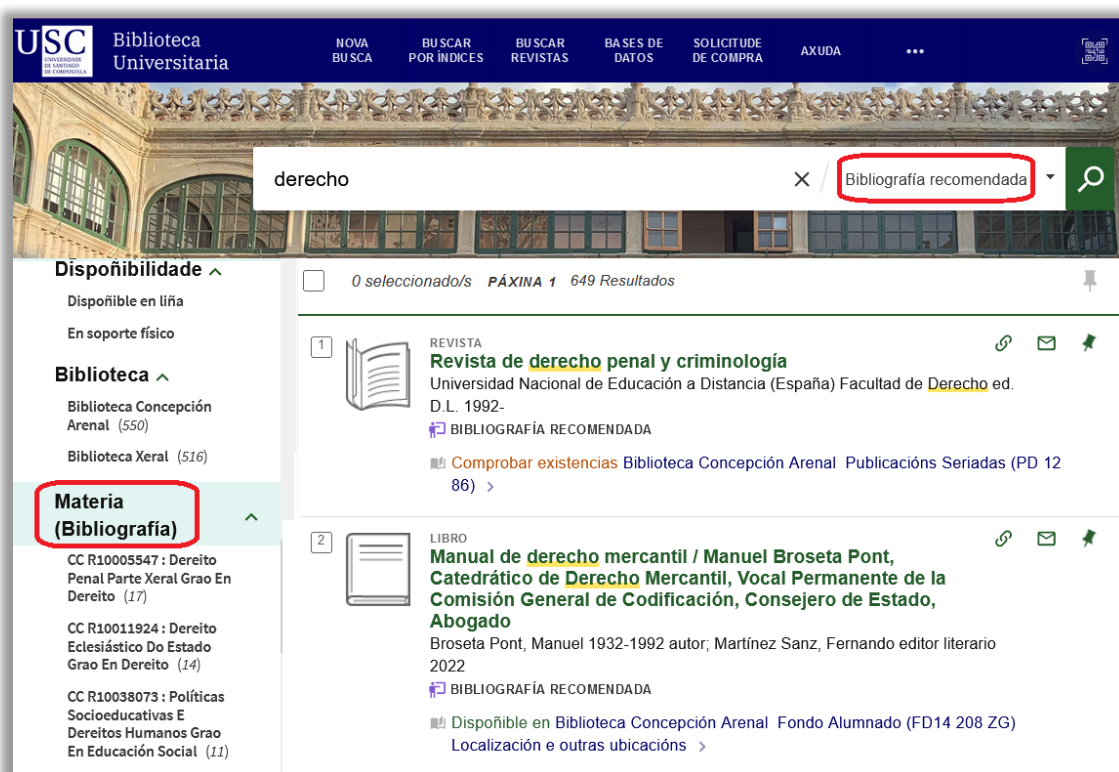 USC
UNIVERSIDADE
DE SANTIAGO
DE COMPOSTELA
Biblioteca
Universitaria
NOVA
BUSCA
BUSCAR
POR ÍNDICES
BUSCAR
REVISTAS
BASES DE
DATOS
SOLICITUDE
DE COMPRA
AXUDA
•••
derecho
Bibliografía recomendada
Dispoñibilidade
Dispoñible en liña
En soporte físico
Biblioteca
Biblioteca Concepción
Arenal (550)
Biblioteca Xeral (516)
Materia
(Bibliografía)
CC R10005547 : Dereito
Penal Parte Xeral Grao En
Dereito (17)
CC R10011924 : Dereito
Eclesiástico Do Estado
Grao En Dereito (14)
CC R10038073 : Políticas
Socioeducativas E
Dereitos Humanos Grao
En Educación Social (11)
0 seleccionado/s PÁXINA 1 649 Resultados
1
REVISTA
Revista de derecho penal y criminología
Universidad Nacional de Educación a Distancia (España) Facultad de Derecho ed.
D.L. 1992-
BIBLIOGRAFÍA RECOMENDADA
Comprobar existencias Biblioteca Concepción Arenal Publicacións Seriadas (PD 12
86) >
2
LIBRO
Manual de derecho mercantil / Manuel Broseta Pont,
Catedrático de Derecho Mercantil, Vocal Permanente de la
Comisión General de Codificación, Consejero de Estado,
Abogado
Broseta Pont, Manuel 1932-1992 autor; Martínez Sanz, Fernando editor literario
2022
BIBLIOGRAFÍA RECOMENDADA
Dispoñible en Biblioteca Concepción Arenal Fondo Alumnado (FD14 208 ZG)
Localización e outras ubicacións >